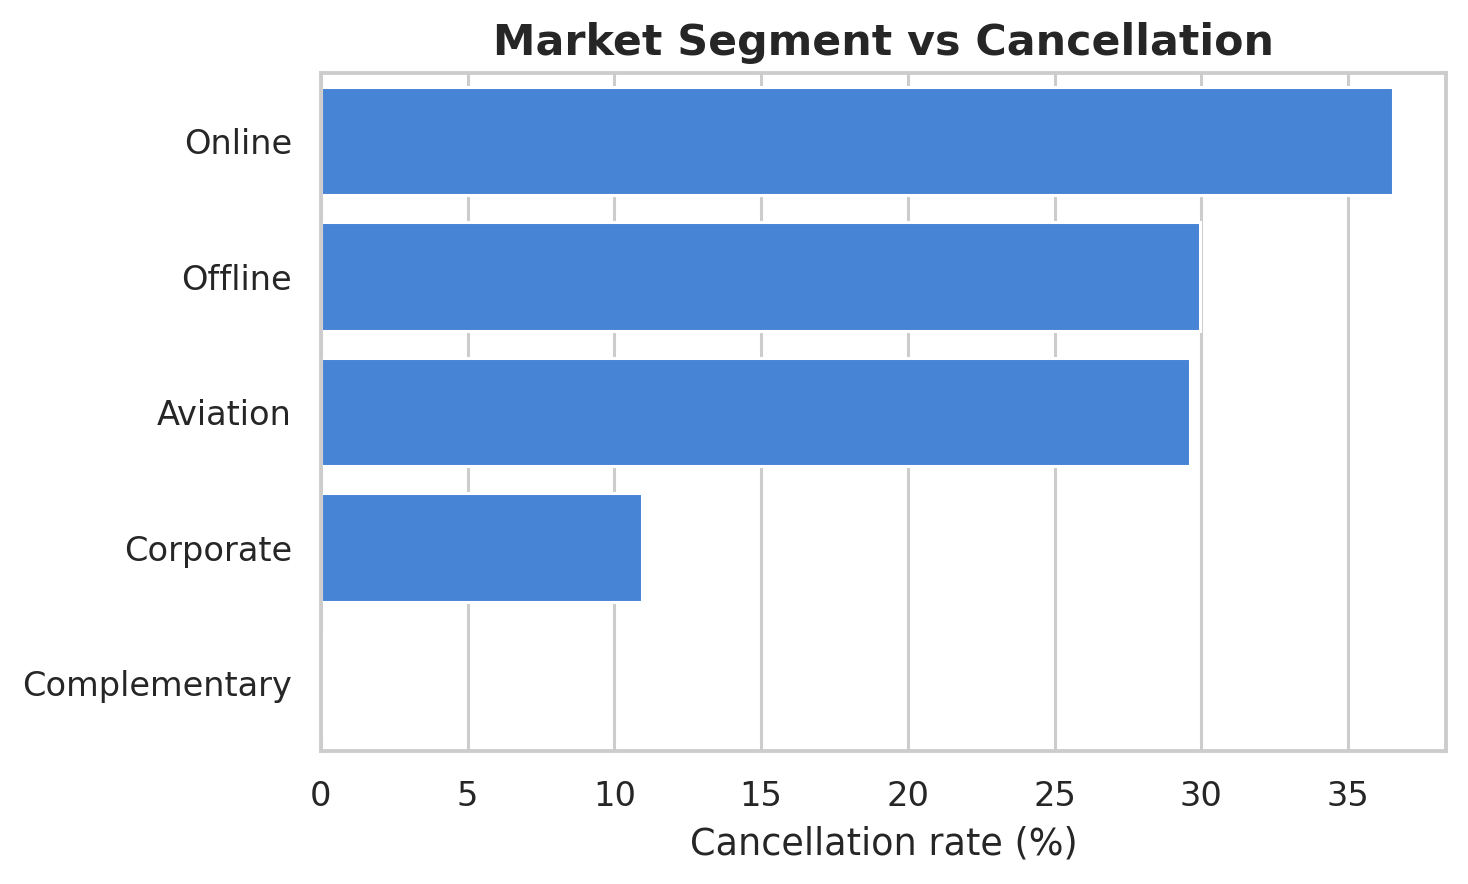 Market Segment vs Cancellation
Online
Offline
Aviation
Corporate
Complementary
0 5 10 15 20 25 30 35
Cancellation rate (%)